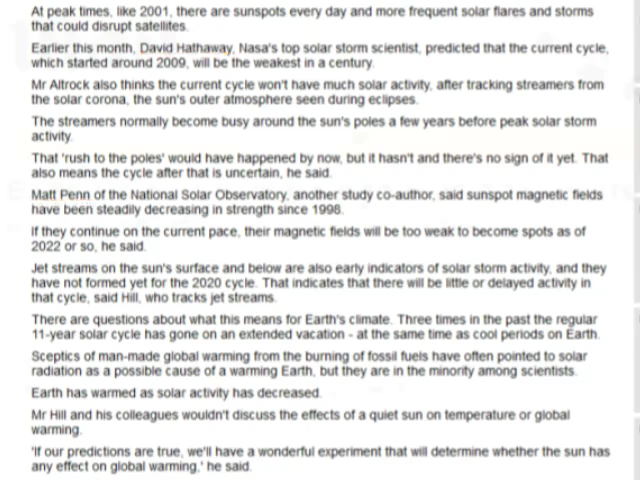 At peak times, like 2001, there are sunspots every day and more frequent solar flares and storms
that could disrupt satellites.
Earlier this month, David Hathaway, Nasa's top solar storm scientist, predicted that the current cycle,
which started around 2009, will be the weakest in a century.
Mr Altrock also thinks the current cycle won't have much solar activity, after tracking streamers from
the solar corona, the sun's outer atmosphere seen during eclipses.
The streamers normally become busy around the sun's poles a few years before peak solar storm
activity.
That 'rush to the poles' would have happened by now, but it hasn't and there's no sign of it yet. That
also means the cycle after that is uncertain, he said.
Matt Penn of the National Solar Observatory, another study co-author, said sunspot magnetic fields
have been steadily decreasing in strength since 1998.
If they continue on the current pace, their magnetic fields will be too weak to become spots as of
2022 or so, he said.
Jet streams on the sun's surface and below are also early indicators of solar storm activity, and they
have not formed yet for the 2020 cycle. That indicates that there will be little or delayed activity in
that cycle, said Hill, who tracks jet streams.
There are questions about what this means for Earth's climate. Three times in the past the regular
11-year solar cycle has gone on an extended vacation - at the same time as cool periods on Earth.
Sceptics of man-made global warming from the burning of fossil fuels have often pointed to solar
radiation as a possible cause of a warming Earth, but they are in the minority among scientists.
Earth has warmed as solar activity has decreased.
Mr Hill and his colleagues wouldn't discuss the effects of a quiet sun on temperature or global
warming.
'If our predictions are true, we'll have a wonderful experiment that will determine whether the sun has
any effect on global warming,' he said.